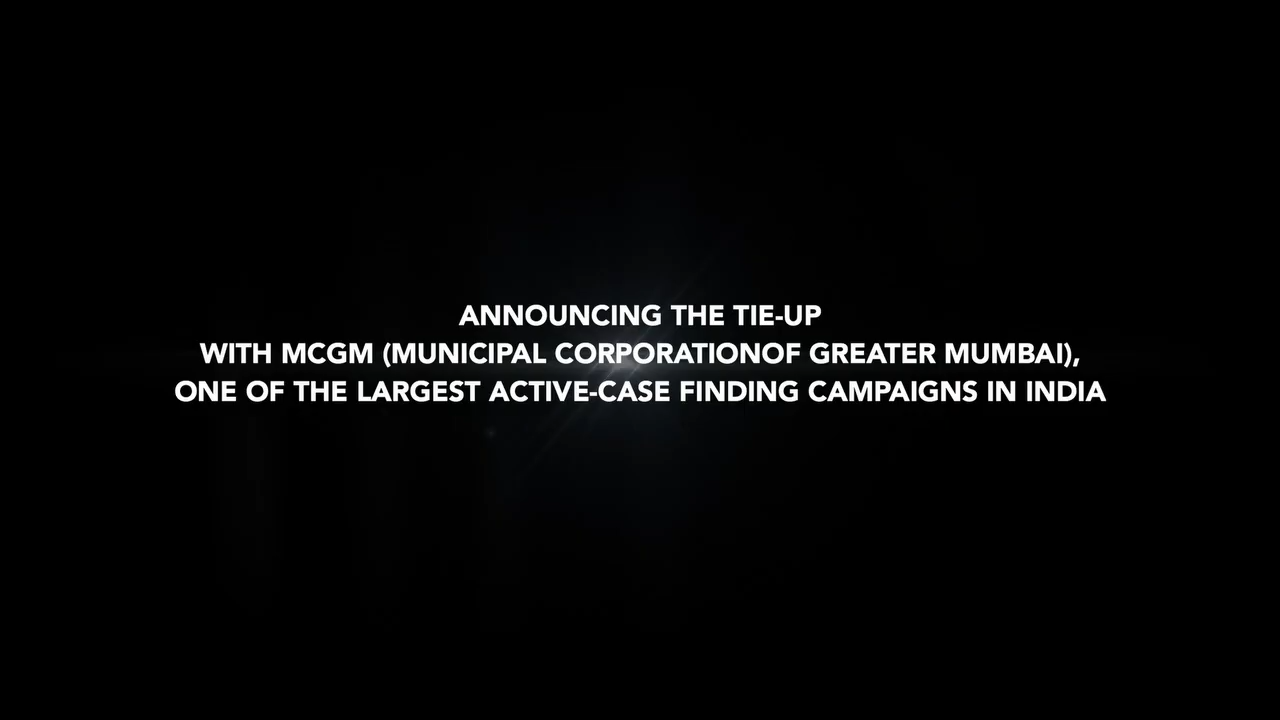 ANNOUNCING THE TIE-UP
WITH MCGM (MUNICIPAL CORPORATIONOF GREATER MUMBAI),
ONE OF THE LARGEST ACTIVE-CASE FINDING CAMPAIGNS IN INDIA